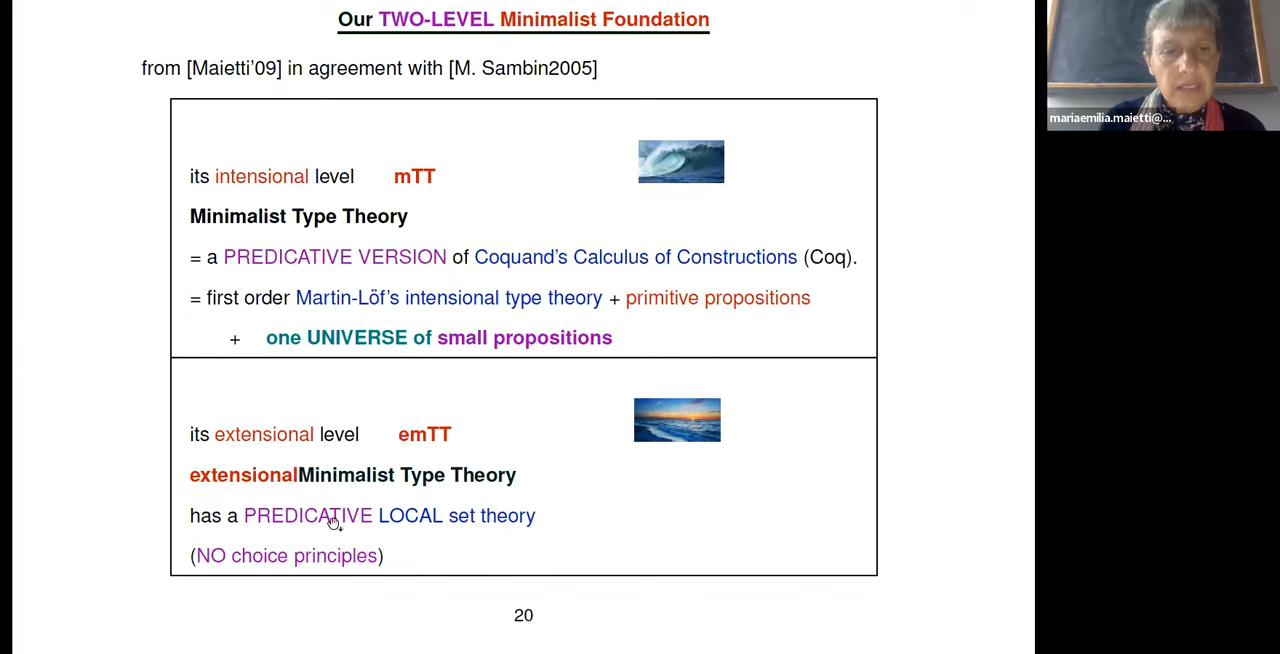 Our TWO-LEVEL Minimalist Foundation
from [Maietti'09] in agreement with [M. Sambin2005]
its intensional level mTT
Minimalist Type Theory
= a PREDICATIVE VERSION of Coquand's Calculus of Constructions (Coq).
= first order Martin-Löf's intensional type theory + primitive propositions
+ one UNIVERSE of small propositions
its extensional level emTT
extensionalMinimalist Type Theory
has a PREDICATIVE LOCAL set theory
(NO choice principles)
20
mariaemilia.maietti@...